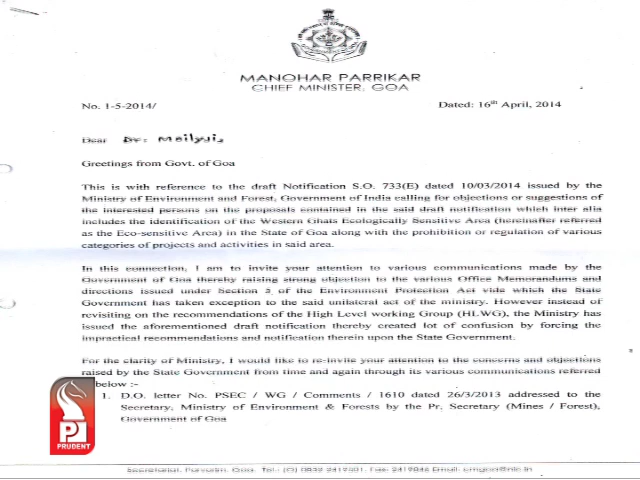 MANOHAR PARRIKAR
CHIEF MINISTER, GOA
No. 1-5-2014/
Dated: 16th April, 2014
Dear Dr.
Greetings from Govt. of Goa
This is with reference to the draft Notification S.O. 733(E) dated 10/03/2014 issued by the
Ministry of Environment and Forest, Government of India calling for objections or suggestions of
the interested persons on the proposals contained in the said draft notification which inter alia
includes the identification of the Western Ghats Ecologically Sensitive Area (hereinafter referred
as the Eco-sensitive Area) in the State of Goa along with the prohibition or regulation of various
categories of projects and activities in said area.
In this connection, I am to invite your attention to various communications made by the
Government of Goa thereby raising strong objection to the various Office Memorandums and
directions issued under Section 5 of the Environment Protection Act vide which the State
Government has taken exception to the said unilateral act of the ministry. However instead of
revisiting on the recommendations of the High Level working Group (HLWG), the Ministry has
issued the aforementioned draft notification thereby created lot of confusion by forcing the
impractical recommendations and notification therein upon the State Government.
For the clarity of Ministry, I would like to re-invite your attention to the concerns and objections
raised by the State Government from time and again through its various communications referred
below :-
1. D.O. letter No. PSEC / WG / Comments / 1610 dated 26/3/2013 addressed to the
Secretary, Ministry of Environment & Forests by the Pr. Secretary (Mines / Forest),
Government of Goa
PRUDENT
Secretariat, Porvorim, Goa. Tel.: (O) 0832 Fax: Email: